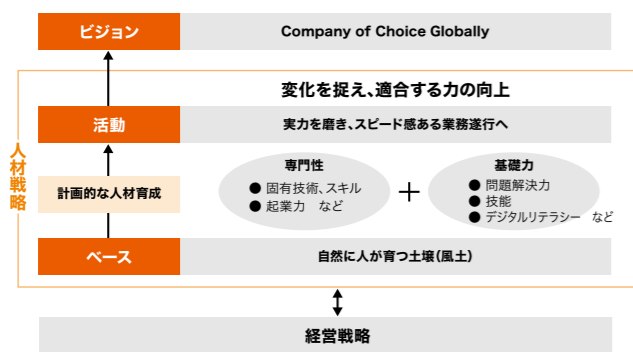 ビジョン
Company of Choice Globally
人材戦略
変化を捉え、適合する力の向上
活動
実力を磨き、スピード感ある業務遂行へ
計画的な人材育成
専門性
● 固有技術、スキル
● 起業力　など
＋
基礎力
● 問題解決力
● 技能
● デジタルリテラシー　など
ベース
自然に人が育つ土壌(風土)
経営戦略